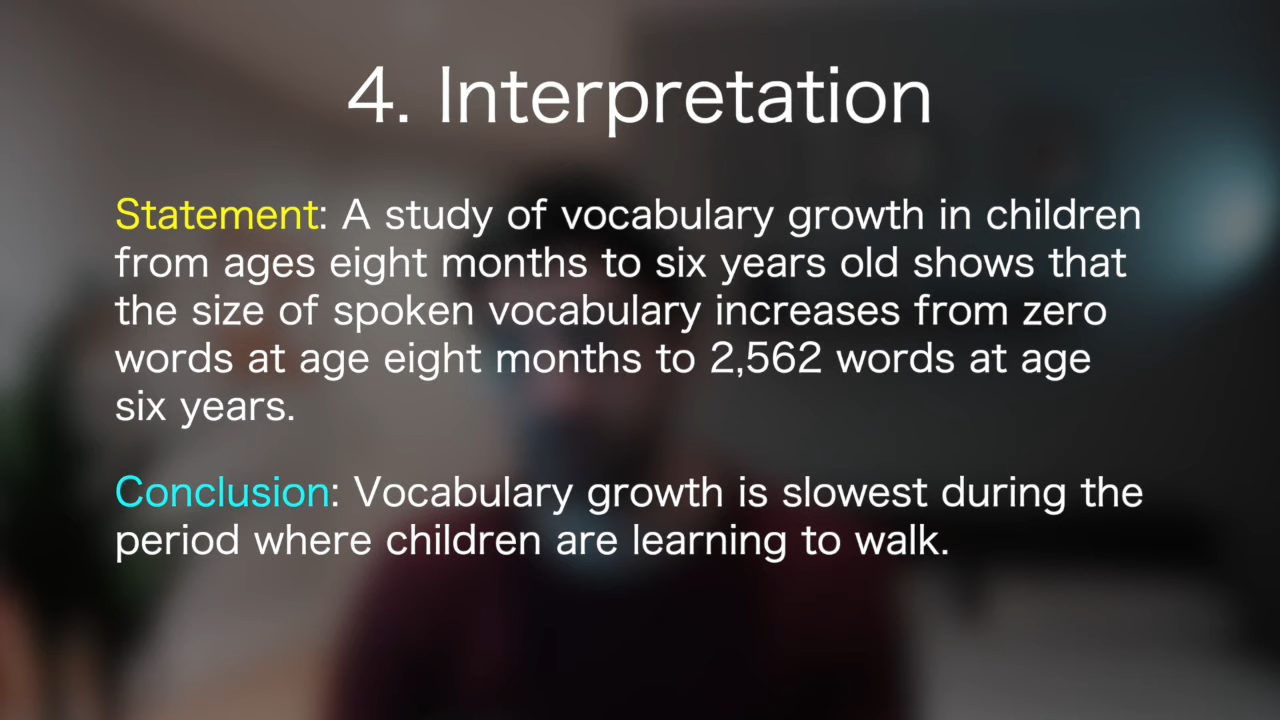 4. Interpretation
Statement: A study of vocabulary growth in children
from ages eight months to six years old shows that
the size of spoken vocabulary increases from zero
words at age eight months to 2,562 words at age
six years.
Conclusion: Vocabulary growth is slowest during the
period where children are learning to walk.